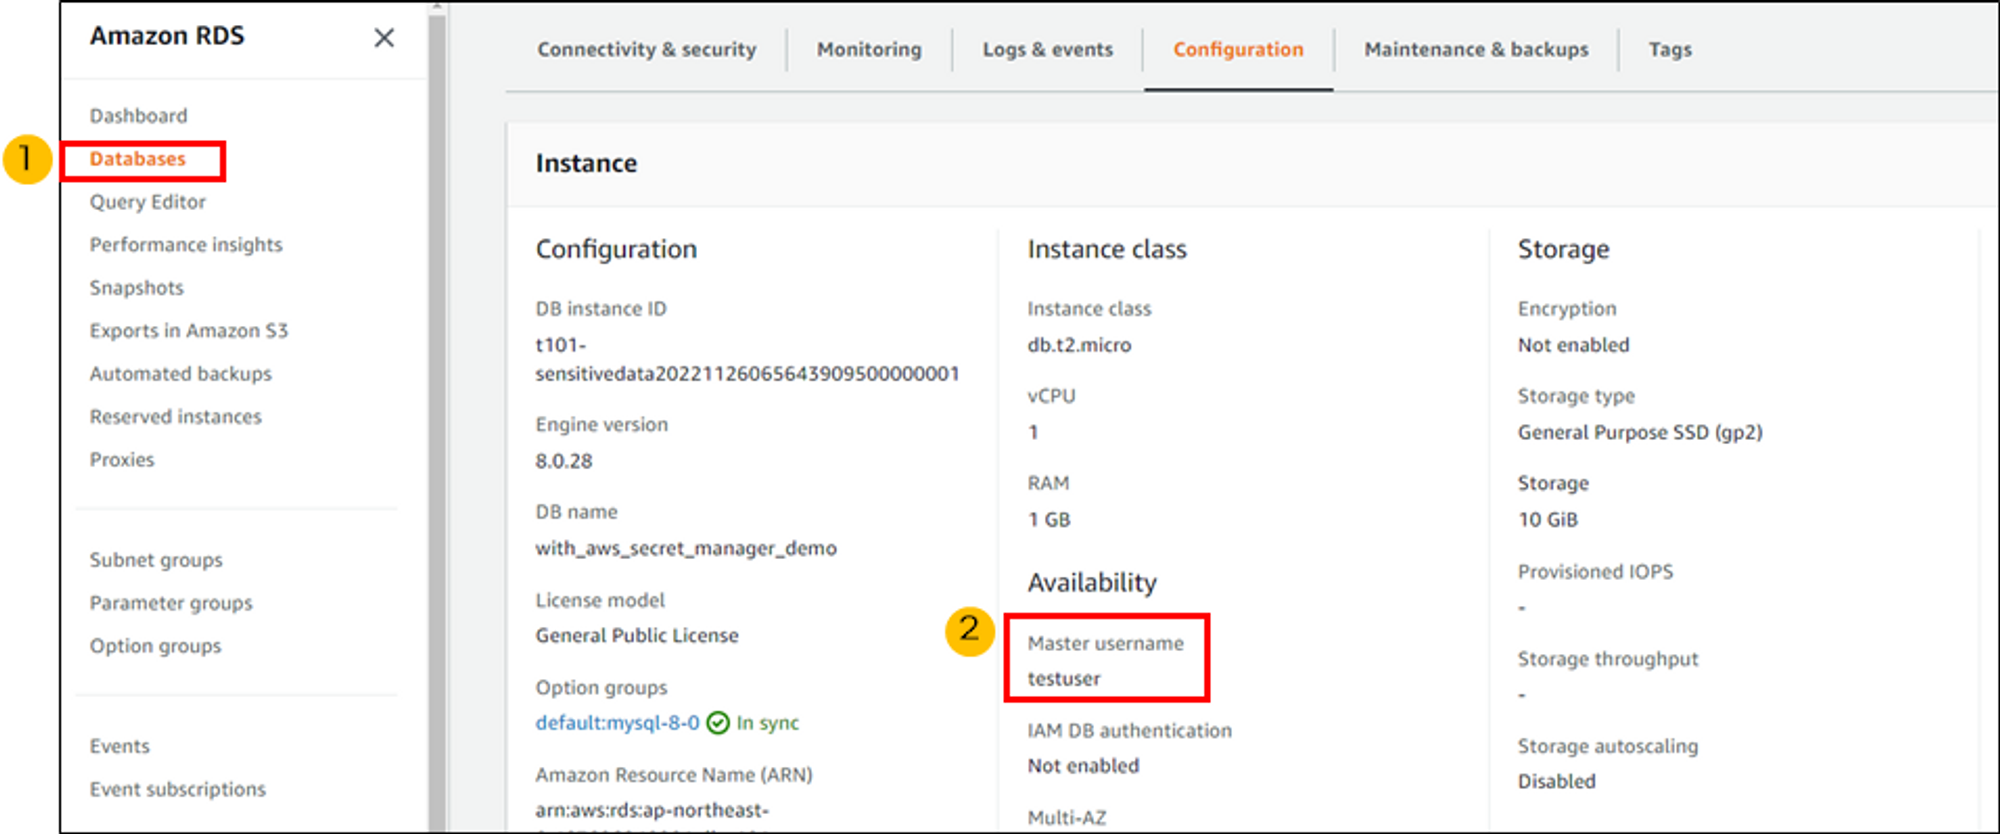 Amazon RDS
Dashboard
1
Databases
Query Editor
Performance insights
Snapshots
Exports in Amazon S3
Automated backups
Reserved instances
Proxies
Subnet groups
Parameter groups
Option groups
Events
Event subscriptions
Connectivity & security
Monitoring
Logs & events
Configuration
Maintenance & backups
Tags
Instance
Configuration
DB instance ID
t101-
sensitivedata20221126065643909500000001
Engine version
8.0.28
DB name
with_aws_secret_manager_demo
License model
General Public License
Option groups
default:mysql-8-0 In sync
Amazon Resource Name (ARN)
arn:aws:rds:ap-northeast-
Instance class
Instance class
db.t2.micro
vCPU
1
RAM
1 GB
Availability
2
Master username
testuser
IAM DB authentication
Not enabled
Multi-AZ
Storage
Encryption
Not enabled
Storage type
General Purpose SSD (gp2)
Storage
10 GiB
Provisioned IOPS
-
Storage throughput
-
Storage autoscaling
Disabled